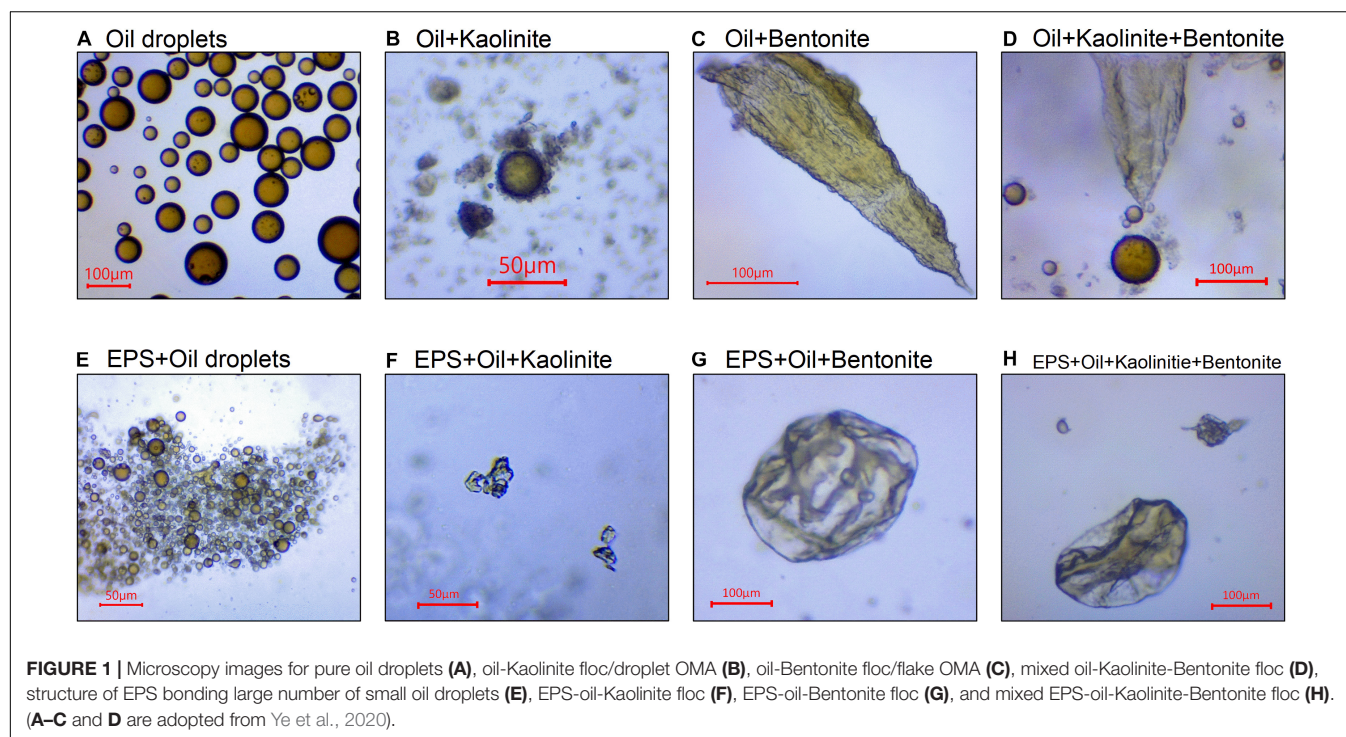 A Oil droplets
B Oil+Kaolinite
C Oil+Bentonite
D Oil+Kaolinite+Bentonite
100µm
50µm
100µm
100µm
E EPS+Oil droplets
F EPS+Oil+Kaolinite
G EPS+Oil+Bentonite
H EPS+Oil+Kaolinitie+Bentonite
50µm
50µm
100µm
100µm
FIGURE 1 | Microscopy images for pure oil droplets (A), oil-Kaolinite floc/droplet OMA (B), oil-Bentonite floc/flake OMA (C), mixed oil-Kaolinite-Bentonite floc (D),
structure of EPS bonding large number of small oil droplets (E), EPS-oil-Kaolinite floc (F), EPS-oil-Bentonite floc (G), and mixed EPS-oil-Kaolinite-Bentonite floc (H).
(A–C and D are adopted from Ye et al., 2020).